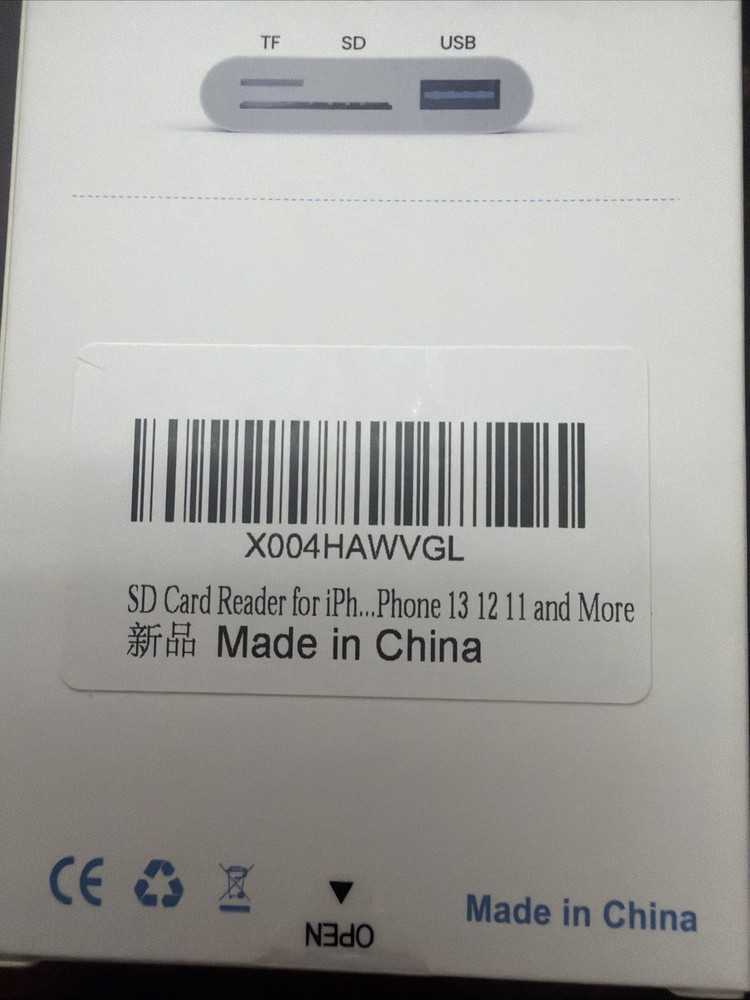 TF SD USB
X004HAWVGL
SD Card Reader for iPh...Phone 13 12 11 and More
新品 Made in China
CE
OPEN
Made in China